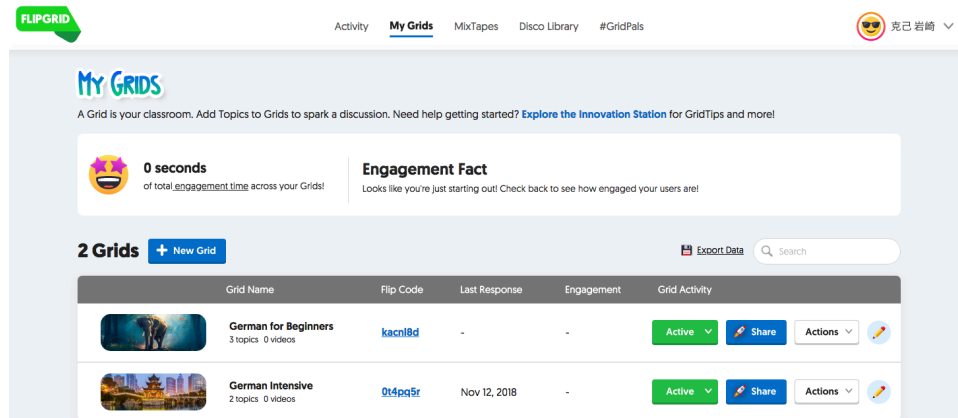 FLIPGRID
Activity My Grids MixTapes Disco Library #GridPals 克己 岩崎
My Grids
A Grid is your classroom. Add Topics to Grids to spark a discussion. Need help getting started? Explore the Innovation Station for GridTips and more!
0 seconds
of total engagement time across your Grids!
Engagement Fact
Looks like you're just starting out! Check back to see how engaged your users are!
2 Grids + New Grid Export Data Search
Grid Name Flip Code Last Response Engagement Grid Activity
German for Beginners
3 topics 0 videos
kacnl8d - - Active Share Actions
German Intensive
2 topics 0 videos
0t4pq5r Nov 12, 2018 - Active Share Actions